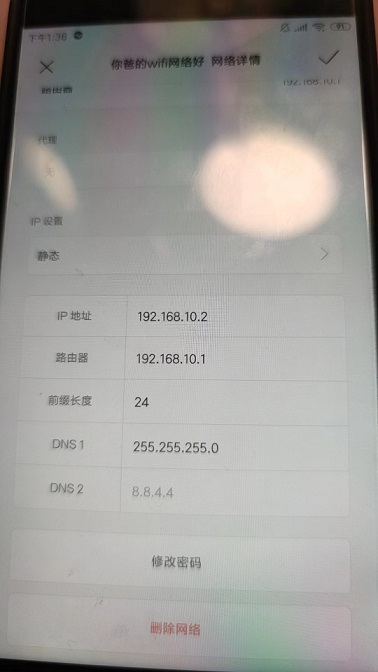 下午1:36
你爸的wifi网络好 网络详情
路由器 192.168.10.1
代理
无
IP 设置
静态
IP 地址 192.168.10.2
路由器 192.168.10.1
前缀长度 24
DNS 1 255.255.255.0
DNS 2 8.8.4.4
修改密码
删除网络